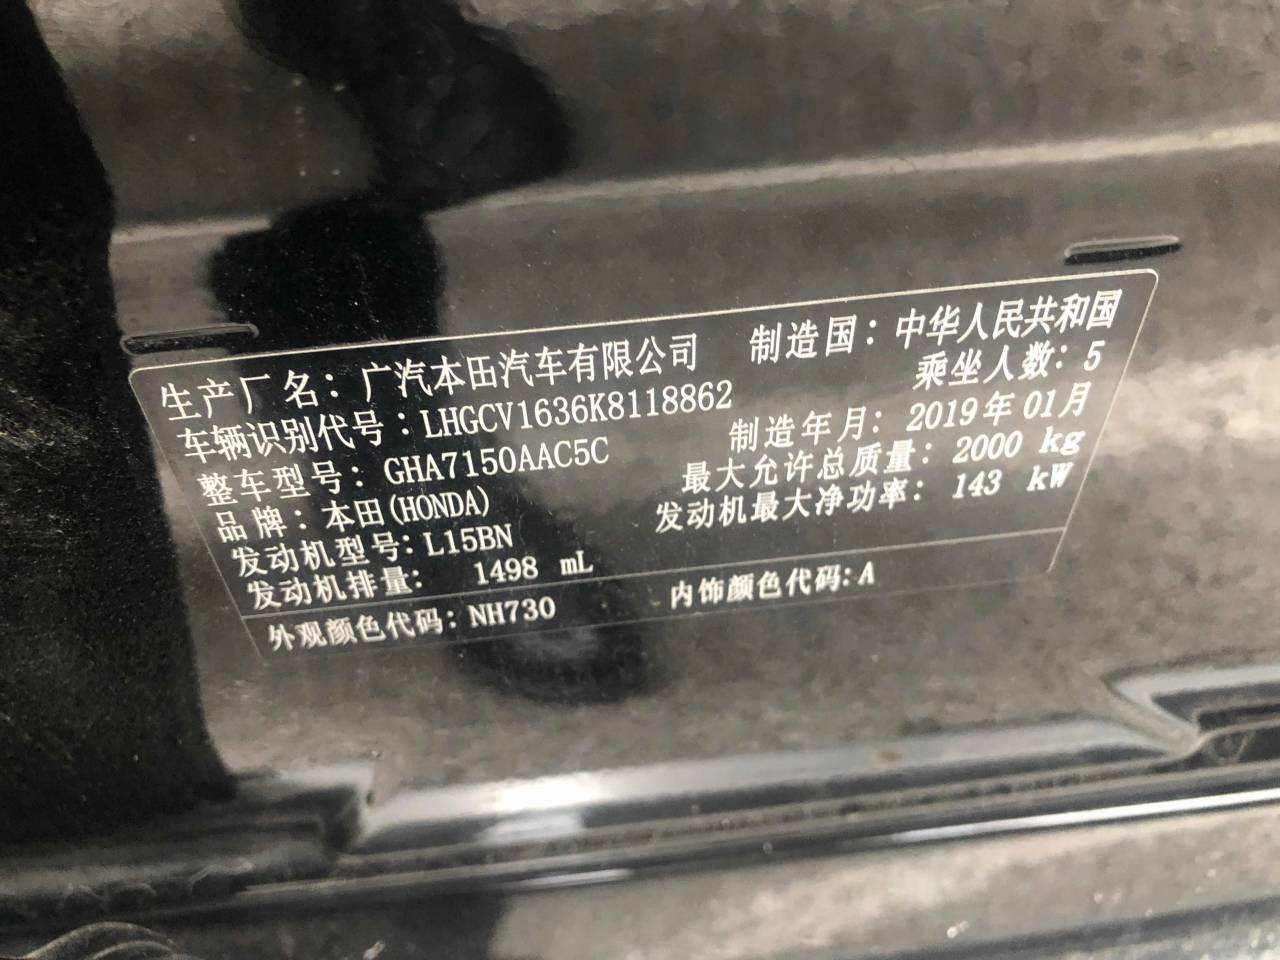 生产厂名：广汽本田汽车有限公司 制造国：中华人民共和国
车辆识别代号：LHGCV1636K8118862 乘坐人数：5
整车型号：GHA7150AAC5C 制造年月：2019年01月
品牌：本田(HONDA) 最大允许总质量：2000 kg
发动机型号：L15BN 发动机最大净功率：143 kW
发动机排量： 1498 mL
外观颜色代码：NH730 内饰颜色代码：A